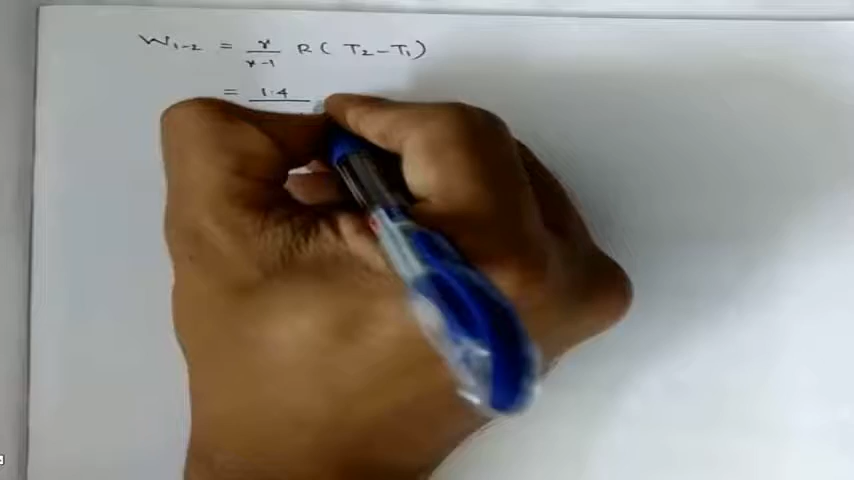 W₁₋₂ = γ/(γ-1) R (T₂-T₁)
= 1.4